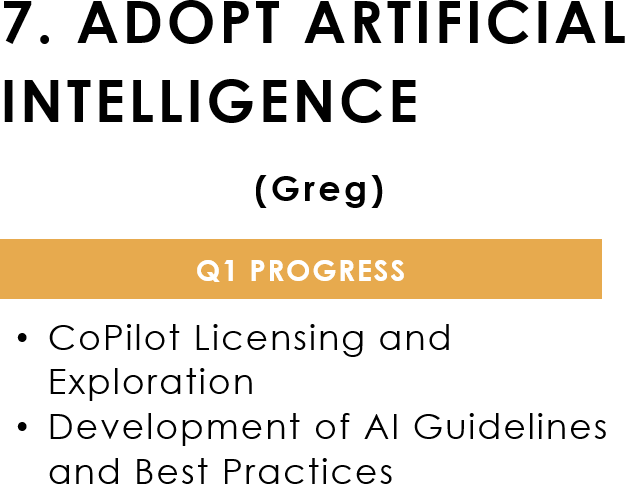 7. ADOPT ARTIFICIAL
INTELLIGENCE
(Greg)
Q1 PROGRESS
• CoPilot Licensing and
Exploration
• Development of AI Guidelines
and Best Practices